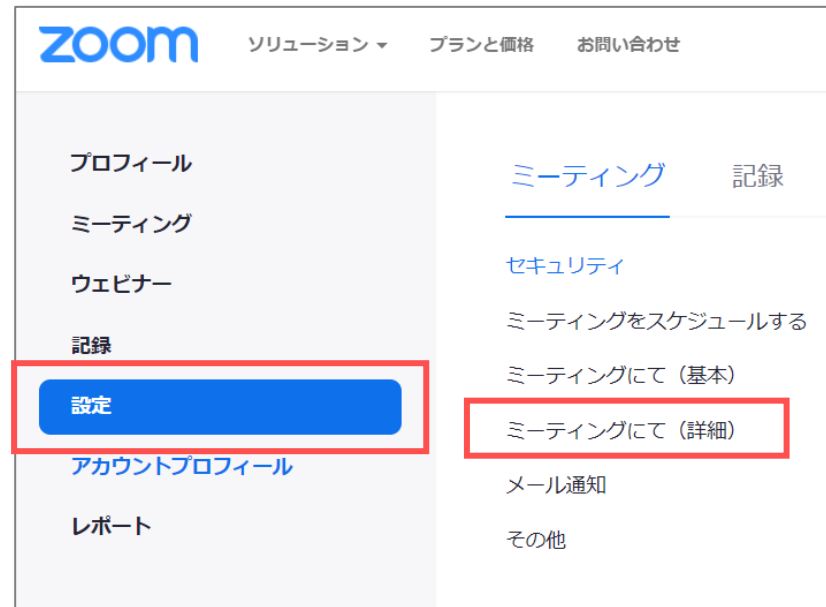 zoom ソリューション プランと価格 お問い合わせ
プロフィール
ミーティング
ウェビナー
記録
設定
アカウントプロフィール
レポート
ミーティング 記録
セキュリティ
ミーティングをスケジュールする
ミーティングにて（基本）
ミーティングにて（詳細）
メール通知
その他